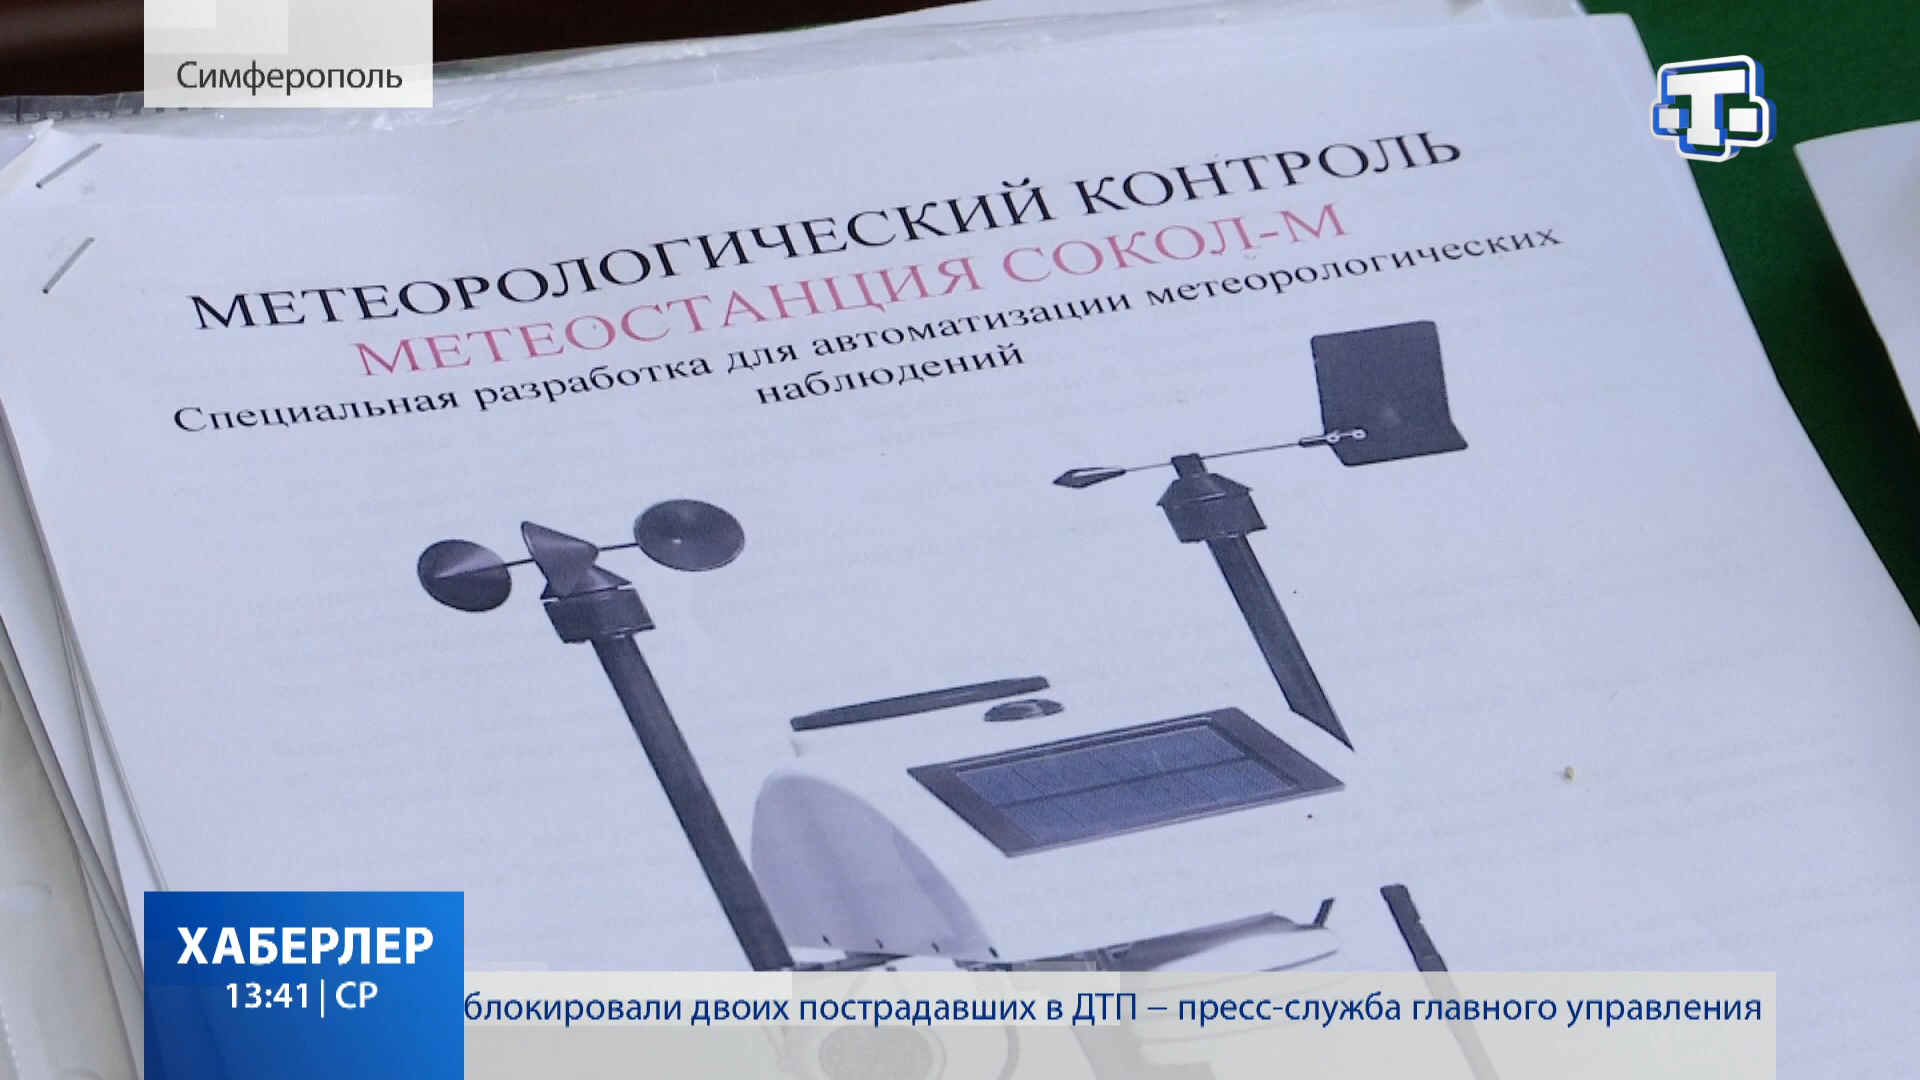 Симферополь
Т
МЕТЕОРОЛОГИЧЕСКИЙ КОНТРОЛЬ
МЕТЕОСТАНЦИЯ СОКОЛ-М
Специальная разработка для автоматизации метеорологических
наблюдений
ХАБЕРЛЕР
13:41 | СР
блокировали двоих пострадавших в ДТП – пресс-служба главного управления